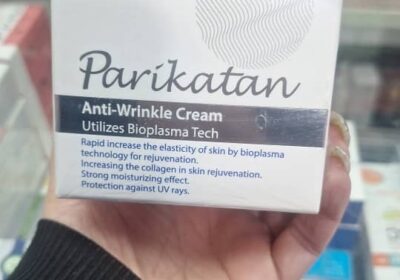 Parikatan
Anti-Wrinkle Cream
Utilizes Bioplasma Tech
Rapid increase the elasticity of skin by bioplasma
technology for rejuvenation.
Increasing the collagen in skin rejuvenation.
Strong moisturizing effect.
Protection against UV rays.